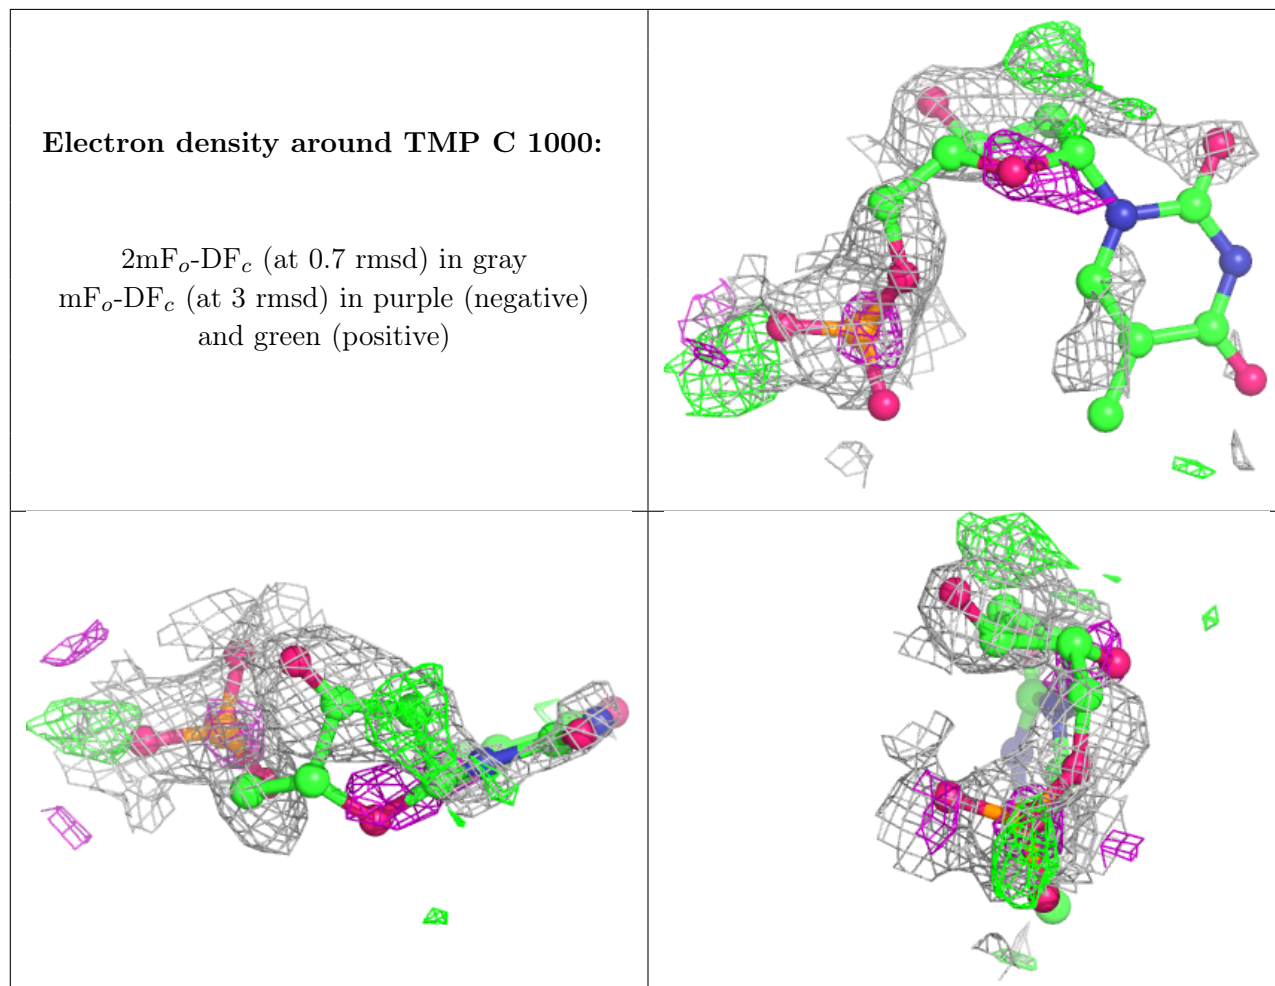 Electron density around TMP C 1000:
2mFo-DFc (at 0.7 rmsd) in gray
mFo-DFc (at 3 rmsd) in purple (negative)
and green (positive)